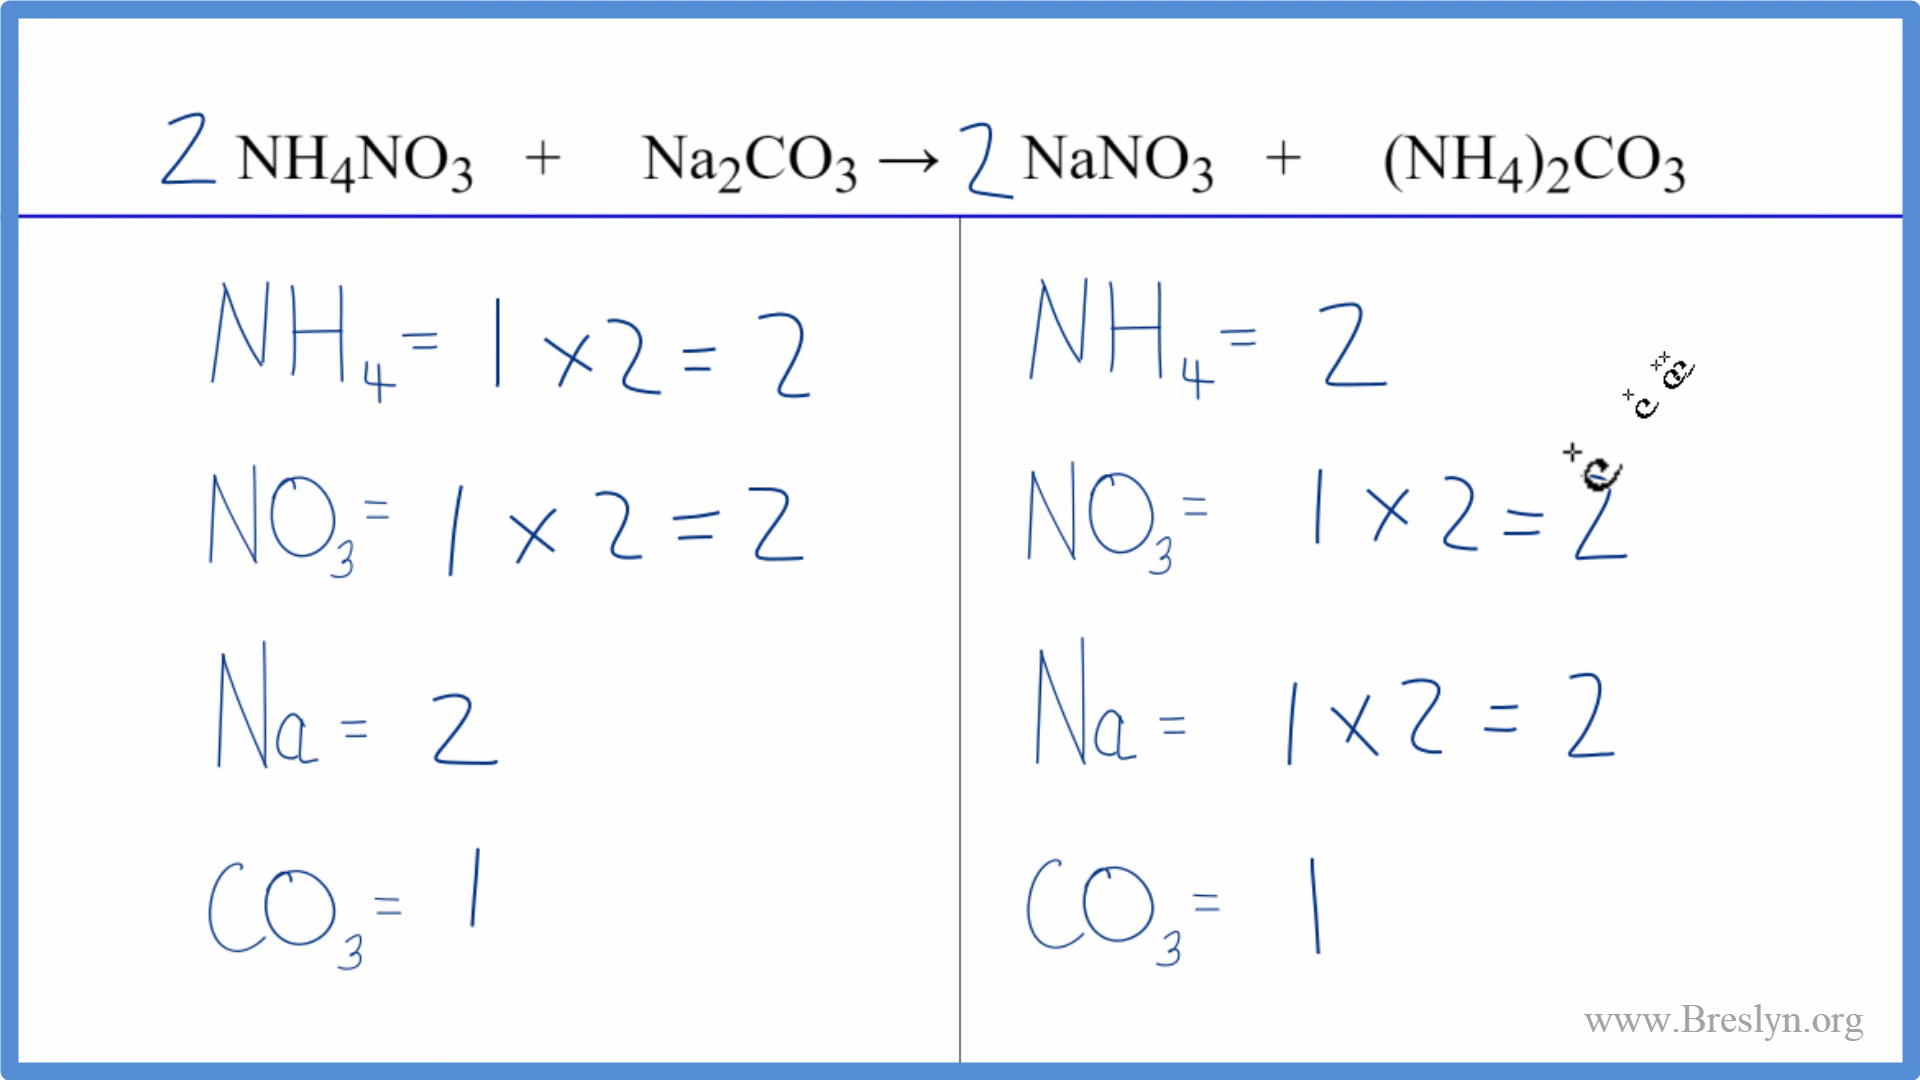 2 NH₄NO₃ + Na₂CO₃ → 2 NaNO₃ + (NH₄)₂CO₃
NH₄ = 1 x 2 = 2
NO₃ = 1 x 2 = 2
Na = 2
CO₃ = 1
NH₄ = 2
NO₃ = 1 x 2 = 2
Na = 1 x 2 = 2
CO₃ = 1
www.Breslyn.org